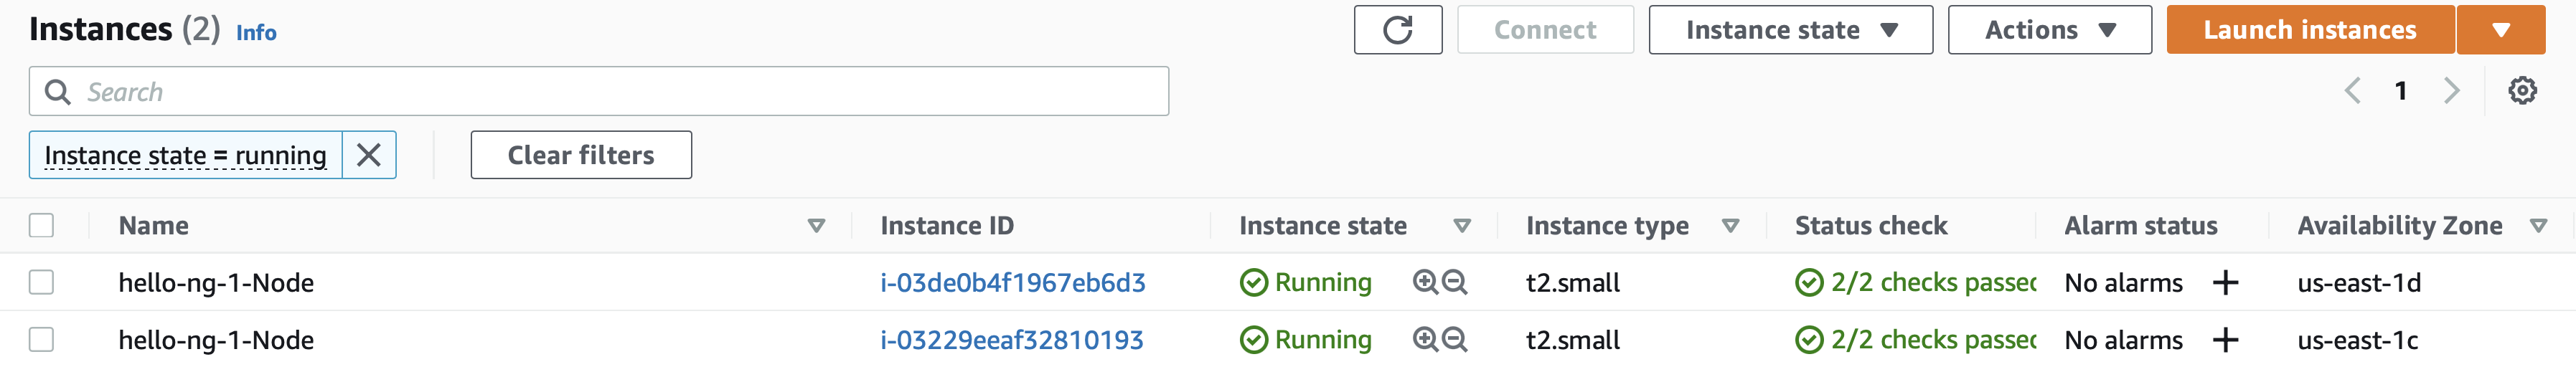 Instances (2) Info Connect Instance state Actions Launch instances
Search 1
Instance state = running Clear filters
Name Instance ID Instance state Instance type Status check Alarm status Availability Zone
hello-ng-1-Node i-03de0b4f1967eb6d3 Running t2.small 2/2 checks passed No alarms + us-east-1d
hello-ng-1-Node i-03229eeaf32810193 Running t2.small 2/2 checks passed No alarms + us-east-1c